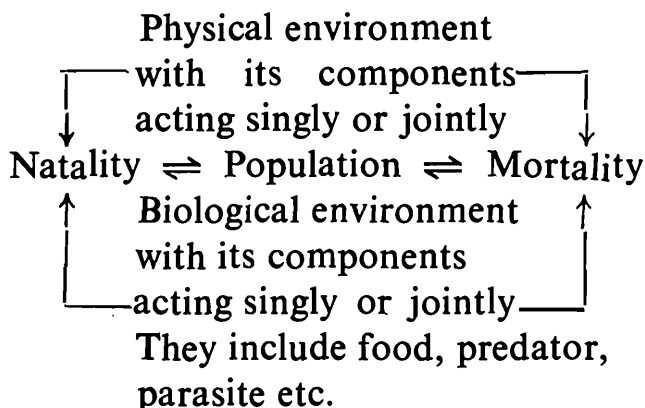 Physical environment
with its components
acting singly or jointly
Natality ⇌ Population ⇌ Mortality
Biological environment
with its components
acting singly or jointly
They include food, predator,
parasite etc.